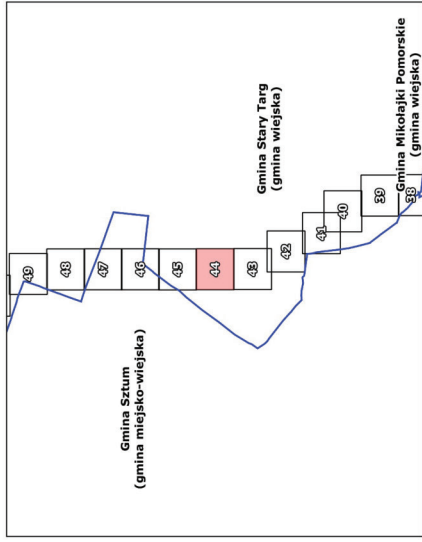 Gmina Stary Targ
(gmina wiejska)
Gmina Mikołajki Pomorskie
(gmina wiejska)
49
48
47
46
45
44
43
42
41
40
39
38
Gmina Sztum
(gmina miejsko-wiejska)